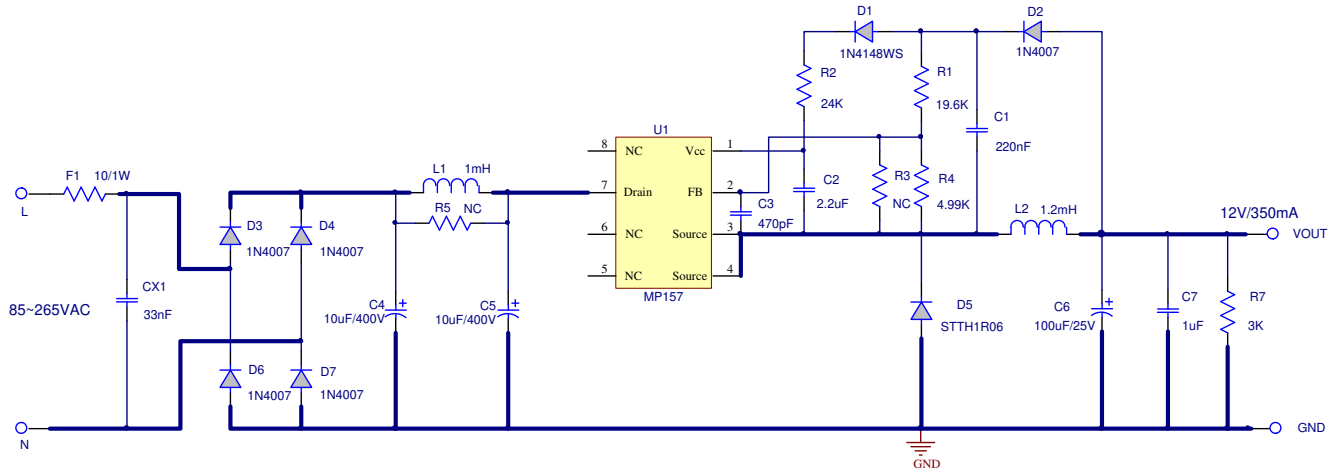 D1
1N4148WS
D2
1N4007
R2
24K
R1
19.6K
C1
220nF
U1
8 NC Vcc 1
7 Drain FB 2
6 NC Source 3
5 NC Source 4
MP157
F1 10/1W
L
L1 1mH
R5 NC
D3
1N4007
D4
1N4007
C2
2.2uF
C3
470pF
R3
NC
R4
4.99K
L2 1.2mH
12V/350mA
VOUT
85~265VAC
CX1
33nF
C4
10uF/400V
C5
10uF/400V
D5
STTH1R06
C6
100uF/25V
C7
1uF
R7
3K
D6
1N4007
D7
1N4007
N
GND
GND